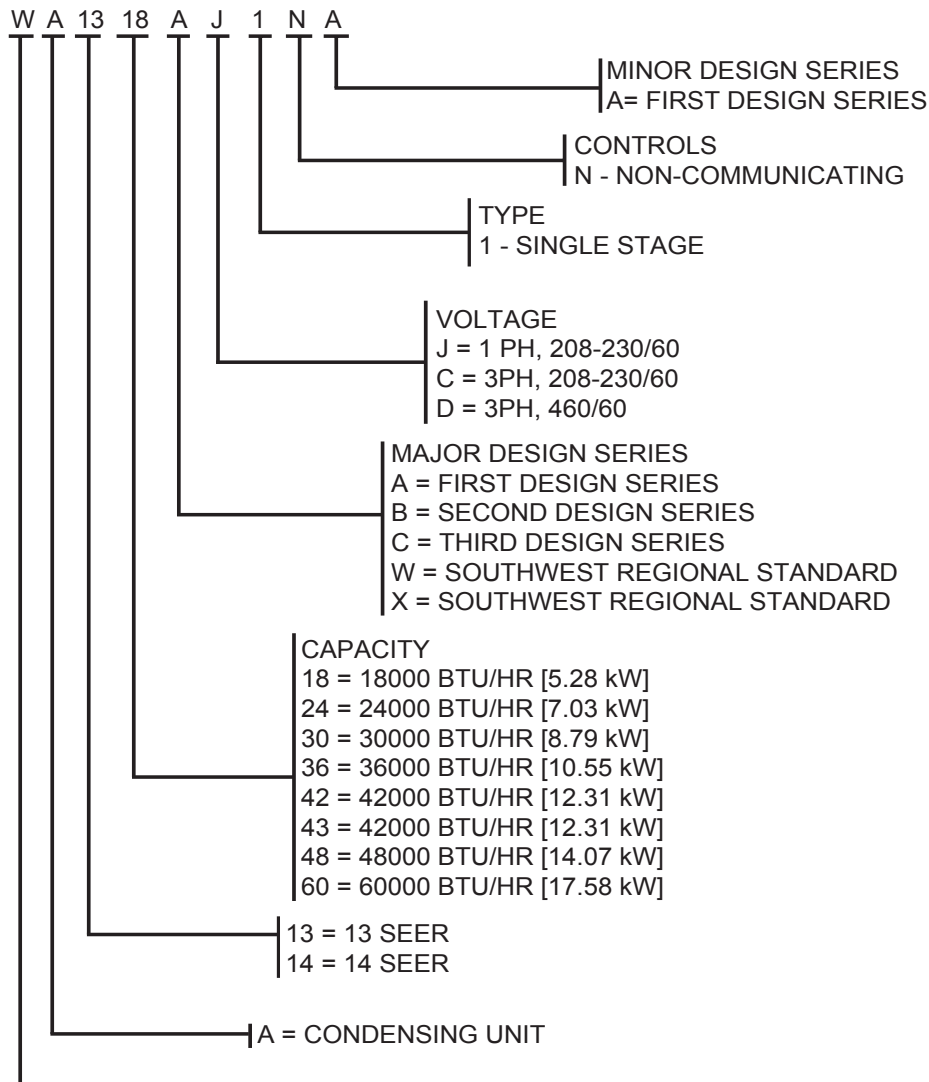 W A 13 18 A J 1 N A
MINOR DESIGN SERIES
A= FIRST DESIGN SERIES
CONTROLS
N - NON-COMMUNICATING
TYPE
1 - SINGLE STAGE
VOLTAGE
J = 1 PH, 208-230/60
C = 3PH, 208-230/60
D = 3PH, 460/60
MAJOR DESIGN SERIES
A = FIRST DESIGN SERIES
B = SECOND DESIGN SERIES
C = THIRD DESIGN SERIES
W = SOUTHWEST REGIONAL STANDARD
X = SOUTHWEST REGIONAL STANDARD
CAPACITY
18 = 18000 BTU/HR [5.28 kW]
24 = 24000 BTU/HR [7.03 kW]
30 = 30000 BTU/HR [8.79 kW]
36 = 36000 BTU/HR [10.55 kW]
42 = 42000 BTU/HR [12.31 kW]
43 = 42000 BTU/HR [12.31 kW]
48 = 48000 BTU/HR [14.07 kW]
60 = 60000 BTU/HR [17.58 kW]
13 = 13 SEER
14 = 14 SEER
A = CONDENSING UNIT